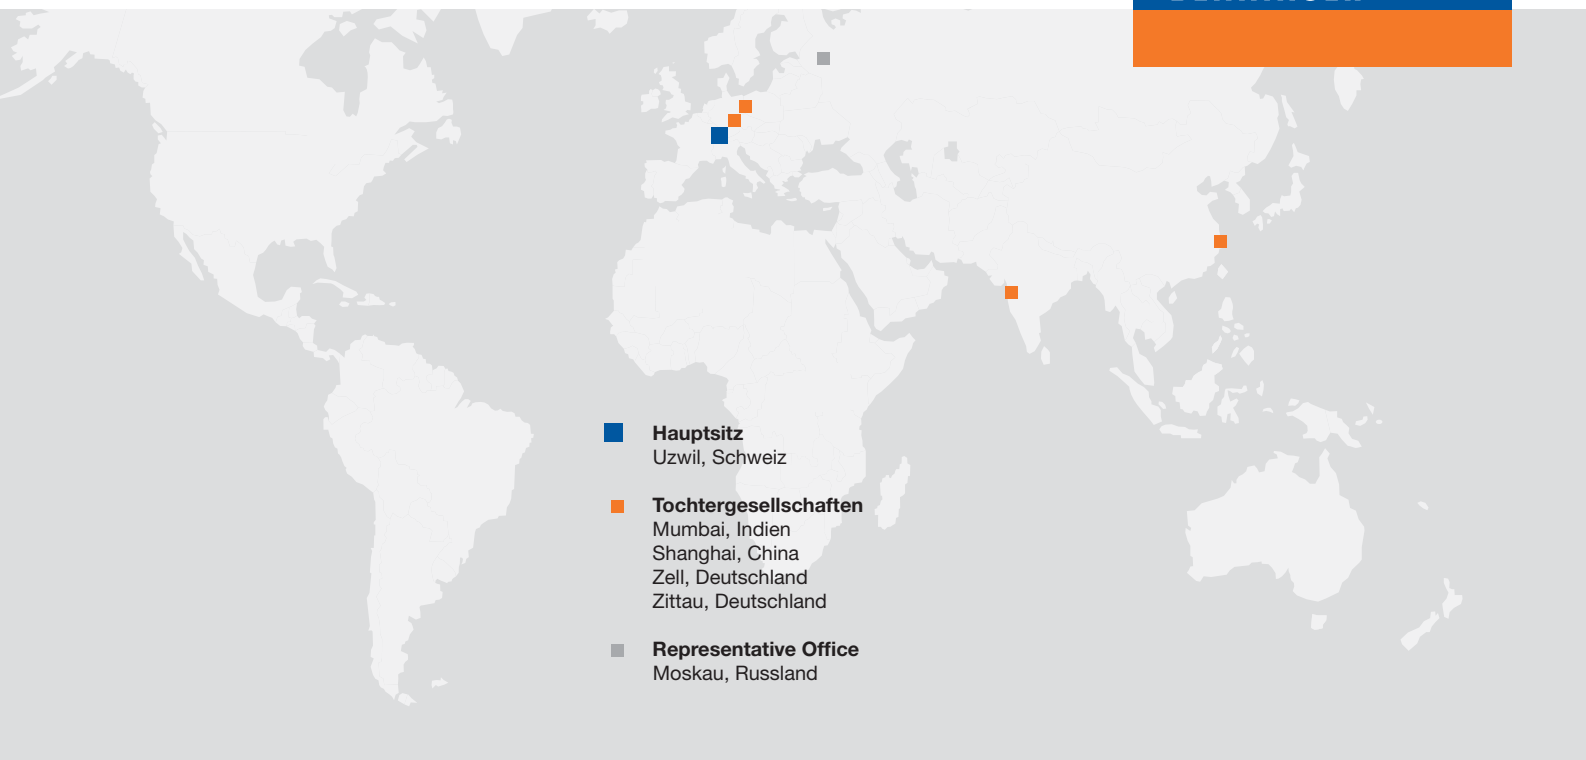 Hauptsitz
Uzwil, Schweiz
Tochtergesellschaften
Mumbai, Indien
Shanghai, China
Zell, Deutschland
Zittau, Deutschland
Representative Office
Moskau, Russland